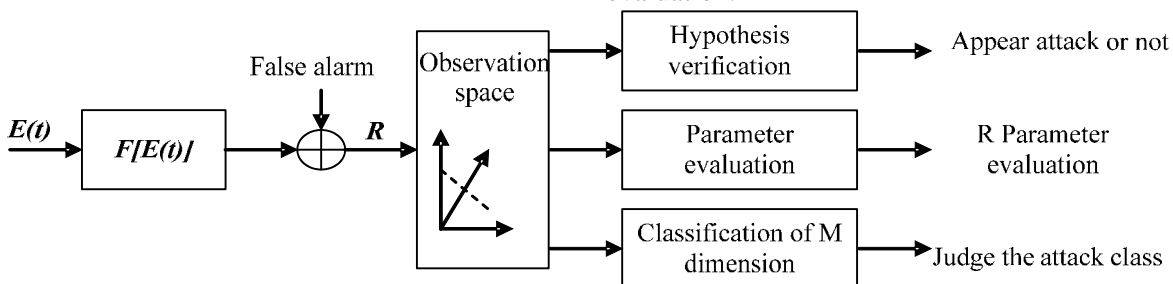 False alarm
E(t)
F[E(t)]
R
Observation
space
Hypothesis
verification
Appear attack or not
Parameter
evaluation
R Parameter
evaluation
Classification of M
dimension
Judge the attack class